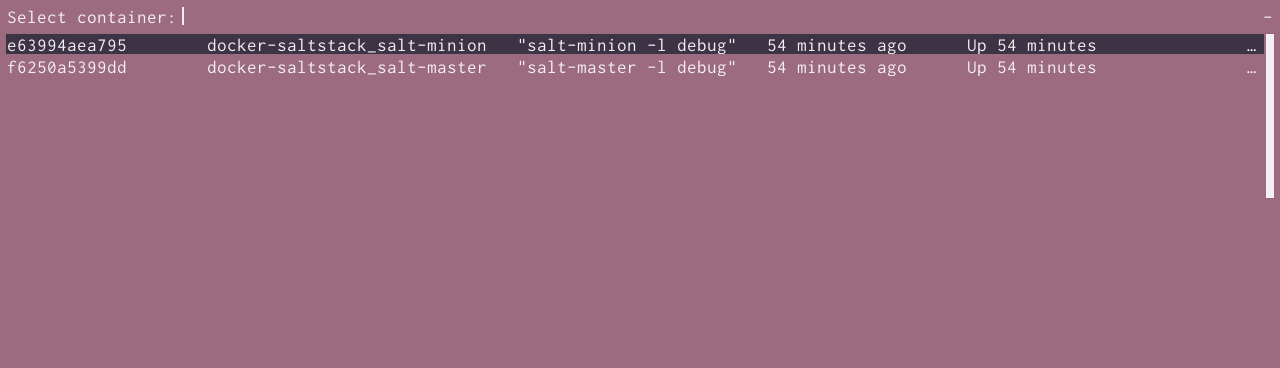 Select container:
e63994aea795 docker-saltstack_salt-minion "salt-minion -l debug" 54 minutes ago Up 54 minutes …
f6250a5399dd docker-saltstack_salt-master "salt-master -l debug" 54 minutes ago Up 54 minutes …